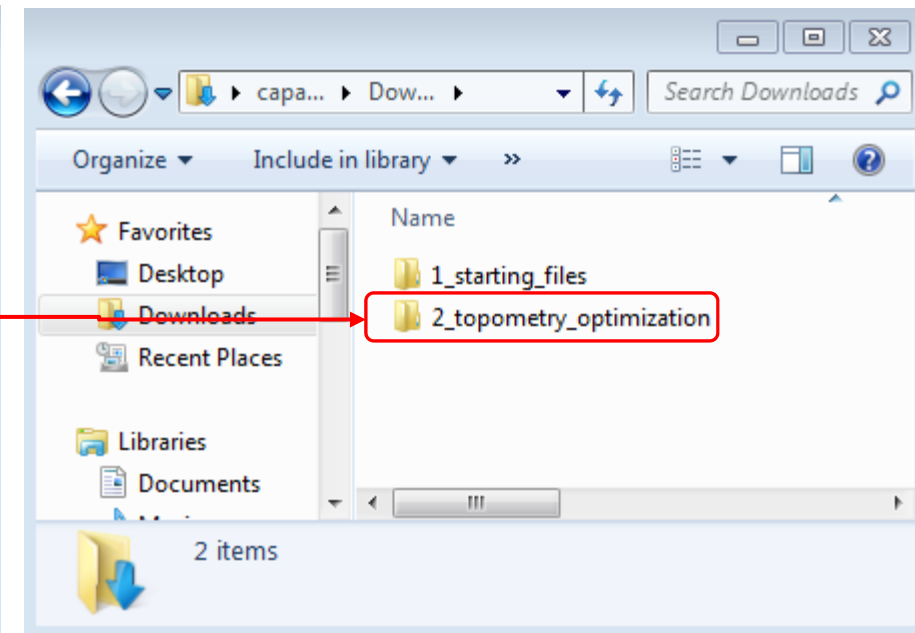 capa... Dow... Search Downloads
Organize Include in library »
Favorites
Desktop
Downloads
Recent Places
Libraries
Documents
Name
1_starting_files
2_topometry_optimization
2 items